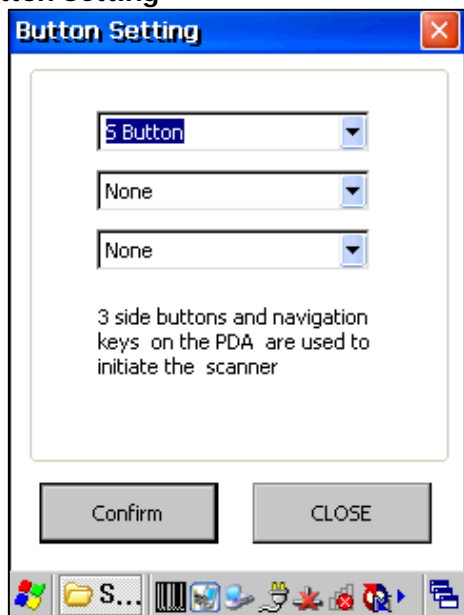 Button Setting
S Button
None
None
3 side buttons and navigation
keys on the PDA are used to
initiate the scanner
Confirm
CLOSE
S...